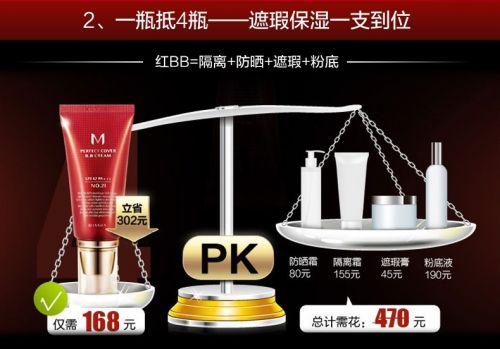 2、一瓶抵4瓶——遮瑕保湿一支到位
红BB=隔离+防晒+遮瑕+粉底
M
PERFECT COVER
B.B CREAM
SPF42 PA+++
NO.21
MISSHA
立省
302元
PK
防晒霜
80元
隔离霜
155元
遮瑕膏
45元
粉底液
190元
仅需 168 元
总计需花：470 元